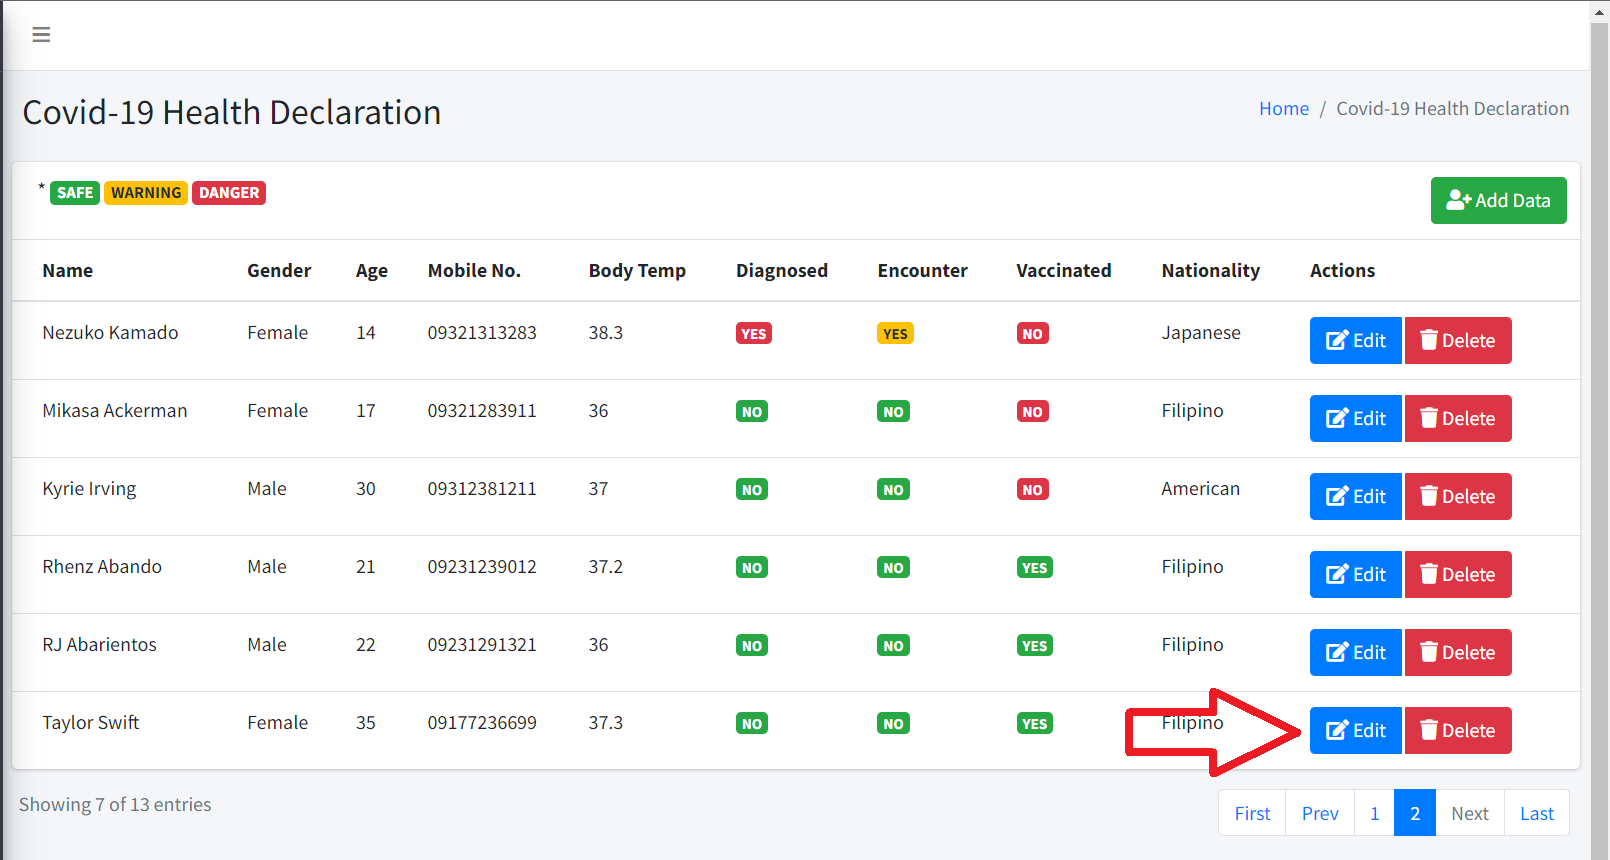 Covid-19 Health Declaration
Home / Covid-19 Health Declaration
* SAFE WARNING DANGER
Add Data
Name Gender Age Mobile No. Body Temp Diagnosed Encounter Vaccinated Nationality Actions
Nezuko Kamado Female 14 09321313283 38.3 YES YES NO Japanese Edit Delete
Mikasa Ackerman Female 17 09321283911 36 NO NO NO Filipino Edit Delete
Kyrie Irving Male 30 09312381211 37 NO NO NO American Edit Delete
Rhenz Abando Male 21 09231239012 37.2 NO NO YES Filipino Edit Delete
RJ Abarientos Male 22 09231291321 36 NO NO YES Filipino Edit Delete
Taylor Swift Female 35 09177236699 37.3 NO NO YES Filipino Edit Delete
Showing 7 of 13 entries
First Prev 1 2 Next Last